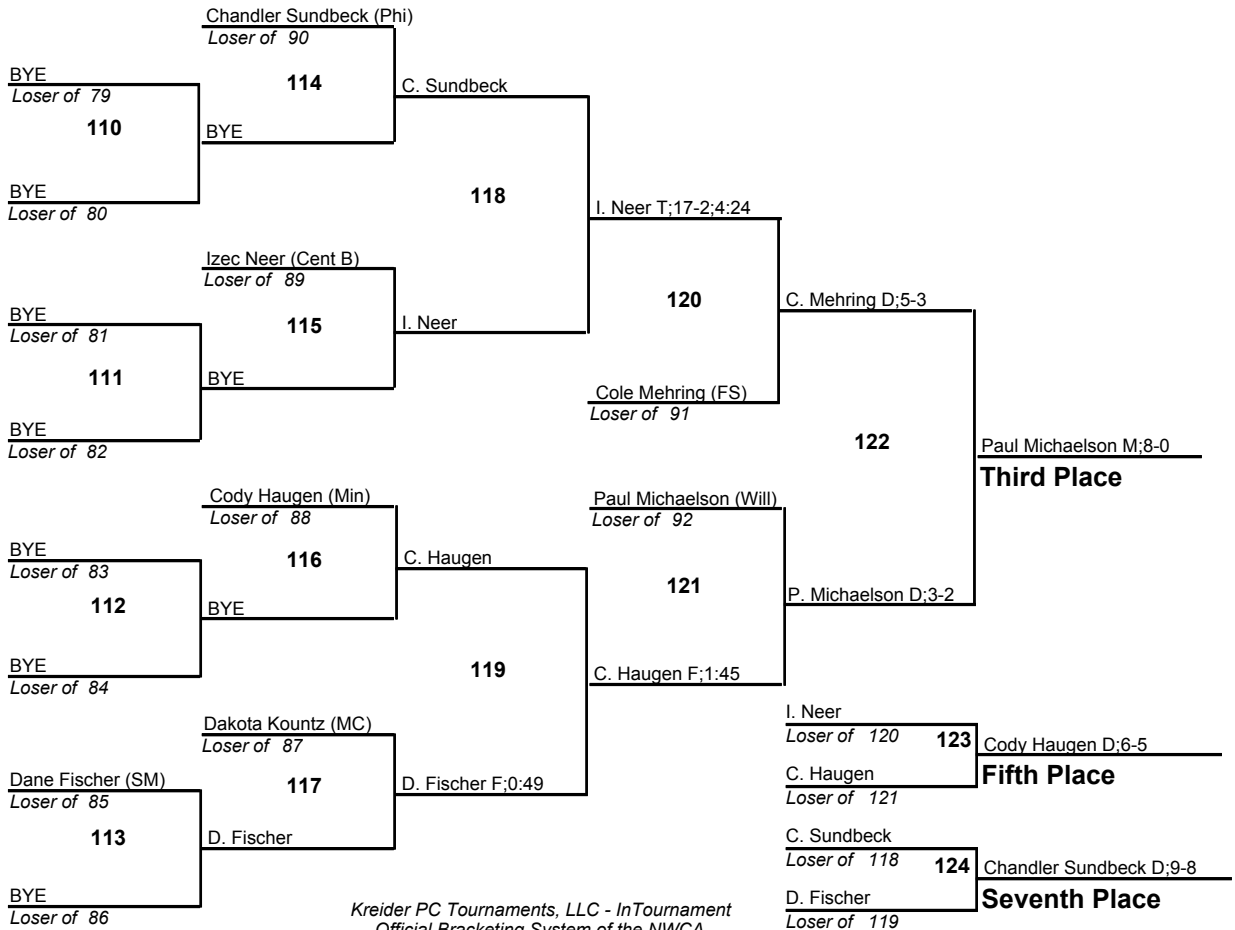 Chandler Sundbeck (Phi)
Loser of 90
BYE
Loser of 79
114
C. Sundbeck
110
BYE
BYE
Loser of 80
118
I. Neer T;17-2;4:24
Izec Neer (Cent B)
Loser of 89
BYE
Loser of 81
115
I. Neer
120
C. Mehring D;5-3
111
BYE
Cole Mehring (FS)
Loser of 91
BYE
Loser of 82
122
Paul Michaelson M;8-0
Third Place
Cody Haugen (Min)
Loser of 88
Paul Michaelson (Will)
Loser of 92
BYE
Loser of 83
116
C. Haugen
121
112
BYE
P. Michaelson D;3-2
BYE
Loser of 84
119
C. Haugen F;1:45
Dakota Kountz (MC)
Loser of 87
I. Neer
Loser of 120
123
Cody Haugen D;6-5
Fifth Place
C. Haugen
Loser of 121
Dane Fischer (SM)
Loser of 85
117
D. Fischer F;0:49
113
D. Fischer
C. Sundbeck
Loser of 118
124
Chandler Sundbeck D;9-8
Seventh Place
D. Fischer
Loser of 119
BYE
Loser of 86
Kreider PC Tournaments, LLC - InTournament
Official Bracketing System of the NWCA